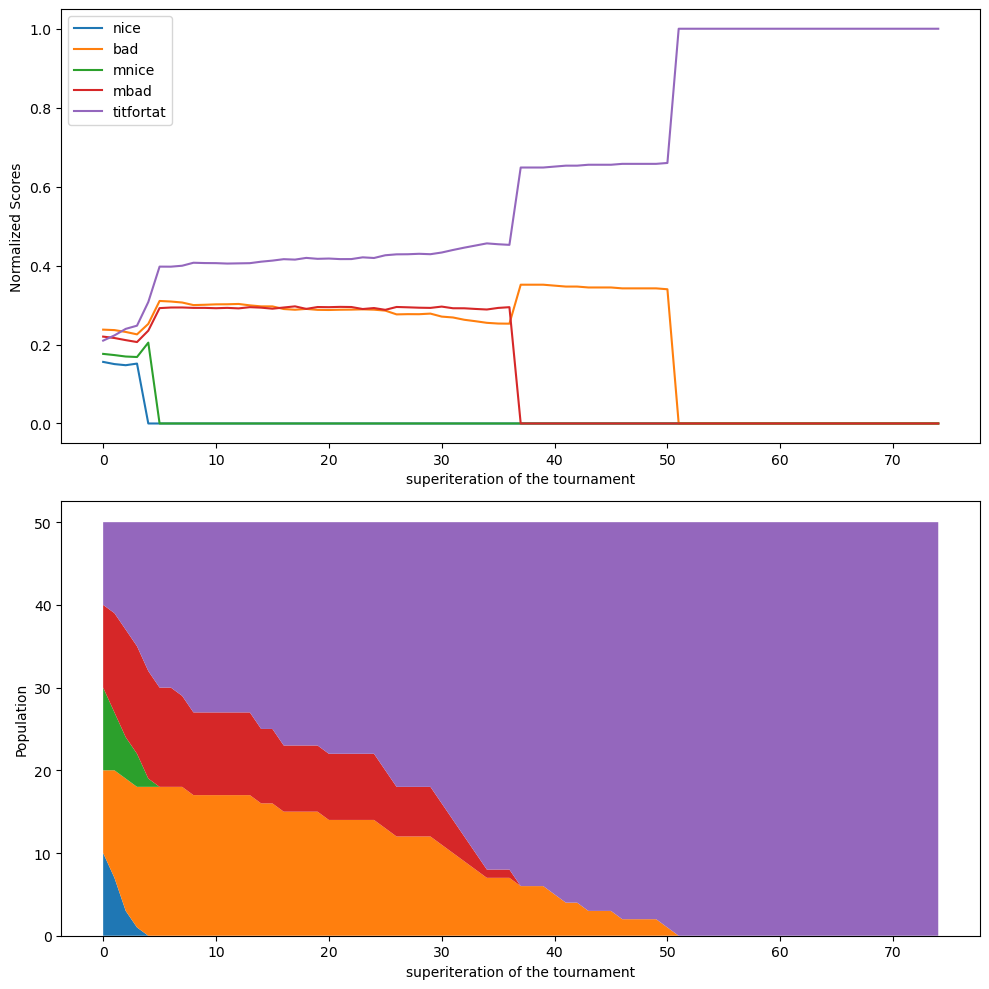 nice
bad
mnice
mbad
titfortat
Normalized Scores
1.0
0.8
0.6
0.4
0.2
0.0
0 10 20 30 40 50 60 70
superiteration of the tournament
Population
50
40
30
20
10
0
0 10 20 30 40 50 60 70
superiteration of the tournament